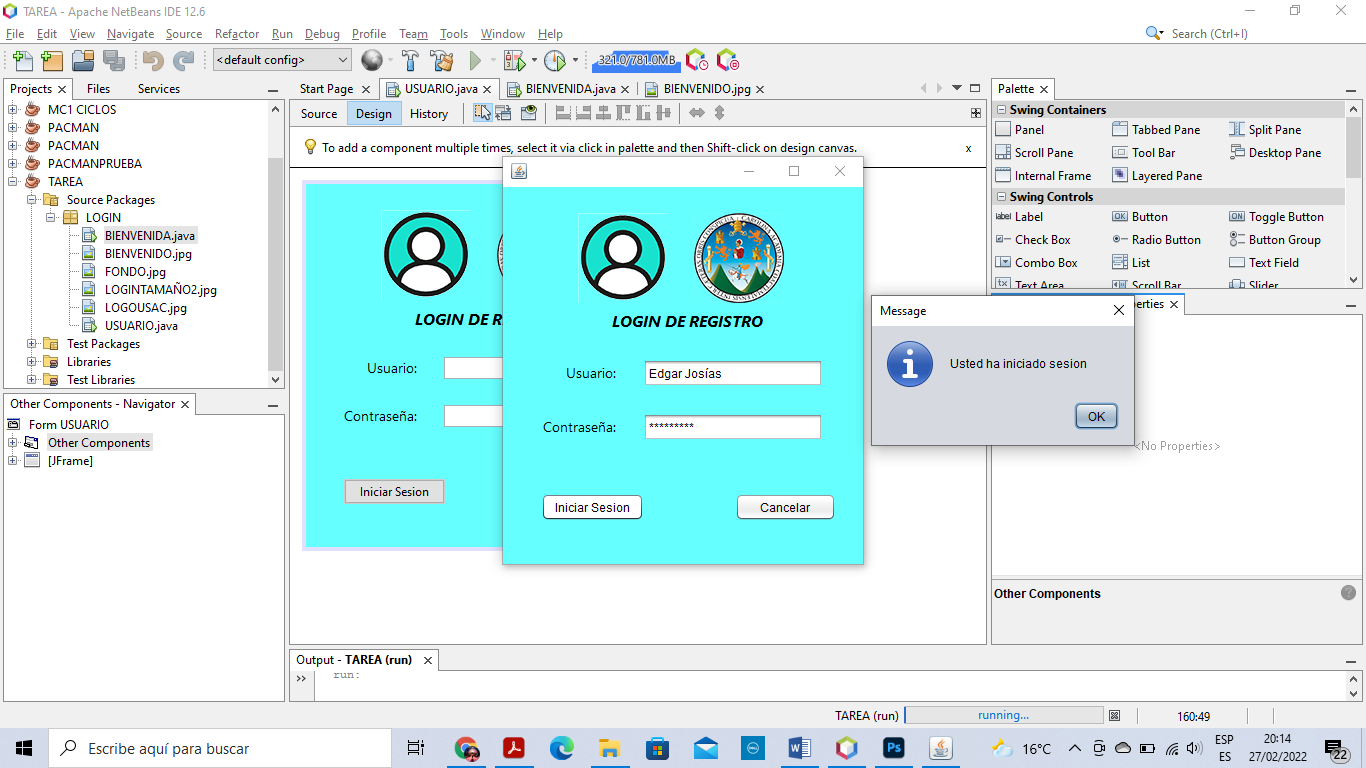 TAREA - Apache NetBeans IDE 12.6
File Edit View Navigate Source Refactor Run Debug Profile Team Tools Window Help
Search (Ctrl+I)
<default config>
321.0/781.0MB
Projects Files Services
MC1 CICLOS
PACMAN
PACMAN
PACMANPRUEBA
TAREA
Source Packages
LOGIN
BIENVENIDA.java
BIENVENIDO.jpg
FONDO.jpg
LOGINTAMAÑO2.jpg
LOGOUSAC.jpg
USUARIO.java
Test Packages
Libraries
Test Libraries
Other Components - Navigator
Form USUARIO
Other Components
[JFrame]
Start Page USUARIO.java BIENVENIDA.java BIENVENIDO.jpg
Source Design History
To add a component multiple times, select it via click in palette and then Shift-click on design canvas. x
LOGIN DE R
Usuario:
Contraseña:
Iniciar Sesion
LOGIN DE REGISTRO
Usuario: Edgar Josías
Contraseña: *********
Iniciar Sesion Cancelar
Message
Usted ha iniciado sesion
OK
Palette
Swing Containers
Panel Tabbed Pane Split Pane
Scroll Pane Tool Bar Desktop Pane
Internal Frame Layered Pane
Swing Controls
Label Button Toggle Button
Check Box Radio Button Button Group
Combo Box List Text Field
Text Area Scroll Bar Slider
erties
<No Properties>
Other Components
Output - TAREA (run)
run:
TAREA (run) running... 160:49
Escribe aquí para buscar
16°C
ESP
ES
20:14
27/02/2022
22